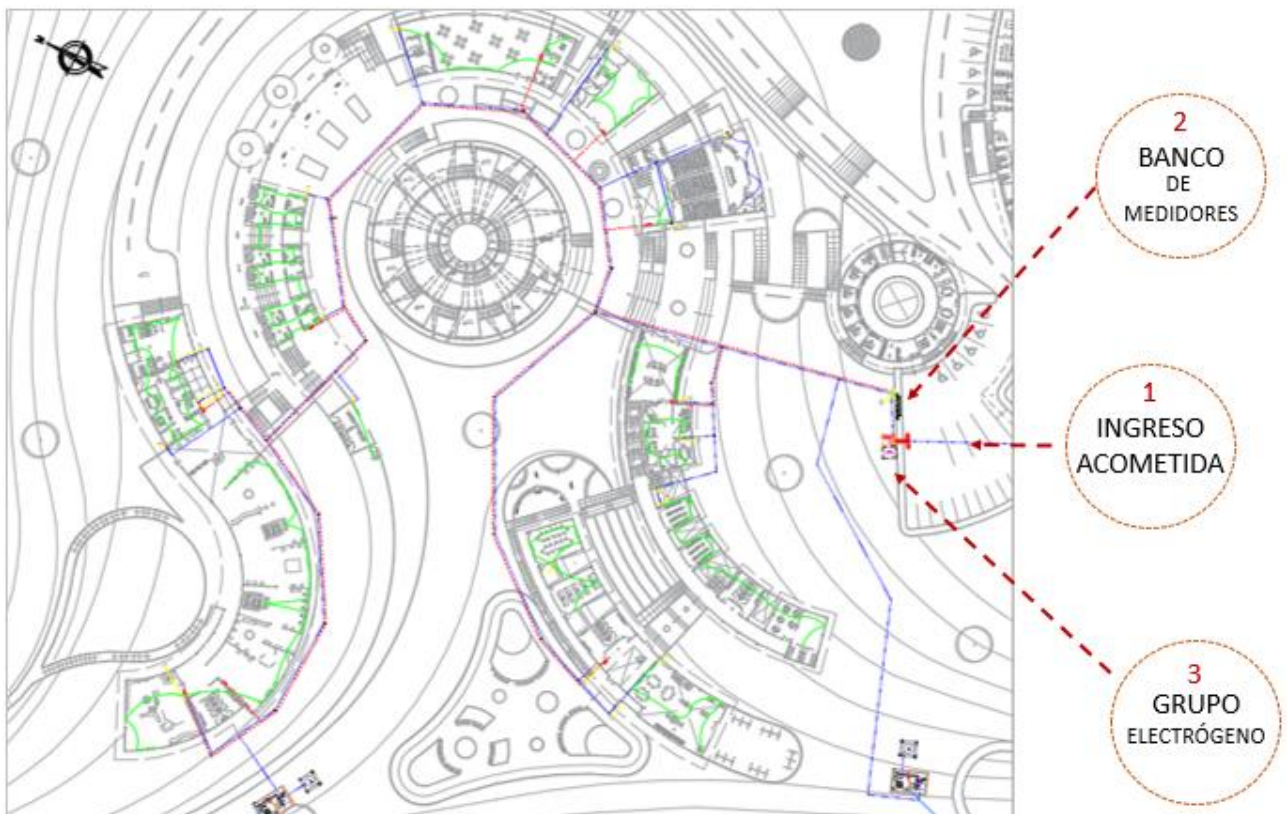 2
BANCO
DE
MEDIDORES
1
INGRESO
ACOMETIDA
3
GRUPO
ELECTRÓGENO